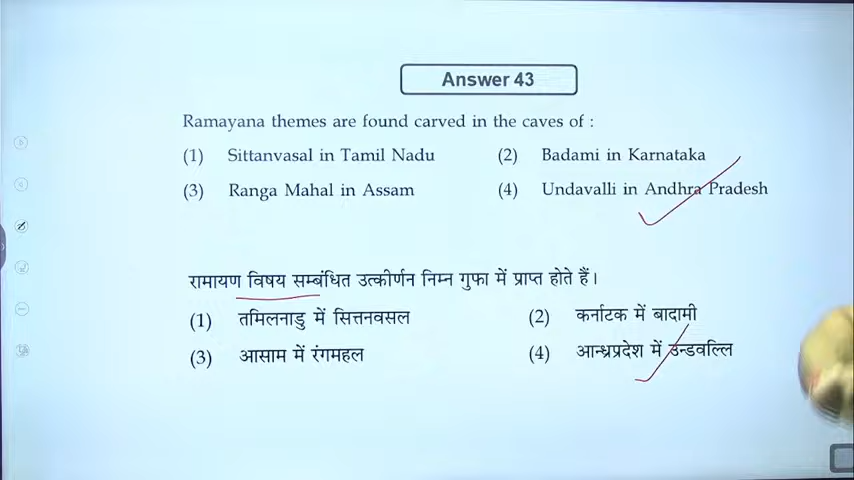 Answer 43
Ramayana themes are found carved in the caves of :
(1) Sittanvasal in Tamil Nadu (2) Badami in Karnataka
(3) Ranga Mahal in Assam (4) Undavalli in Andhra Pradesh
रामायण विषय सम्बंधित उत्कीर्णन निम्न गुफा में प्राप्त होते हैं।
(1) तमिलनाडु में सित्तनवसल (2) कर्नाटक में बादामी
(3) आसाम में रंगमहल (4) आन्ध्रप्रदेश में उन्डवल्लि